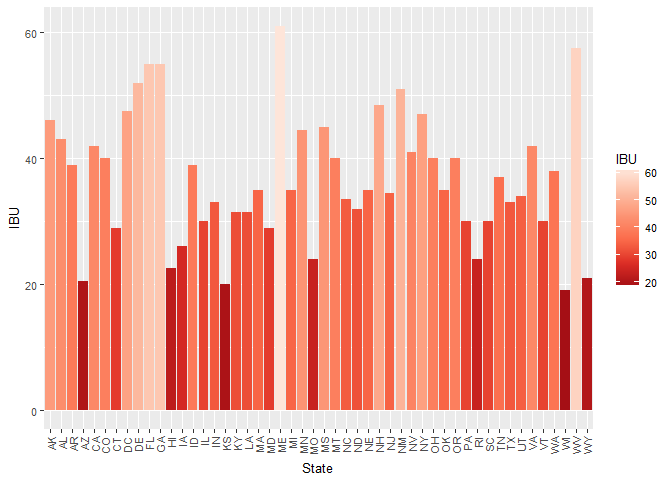 60
40
20
0
IBU
AK AL AR AZ CA CO CT DC DE FL GA HI IA ID IL IN KS KY LA MA MD ME MI MN MO MS MT NC ND NE NH NJ NM NV NY OH OK OR PA RI SC TN TX UT VA VT WA WI WV WY
State
IBU
60
50
40
30
20